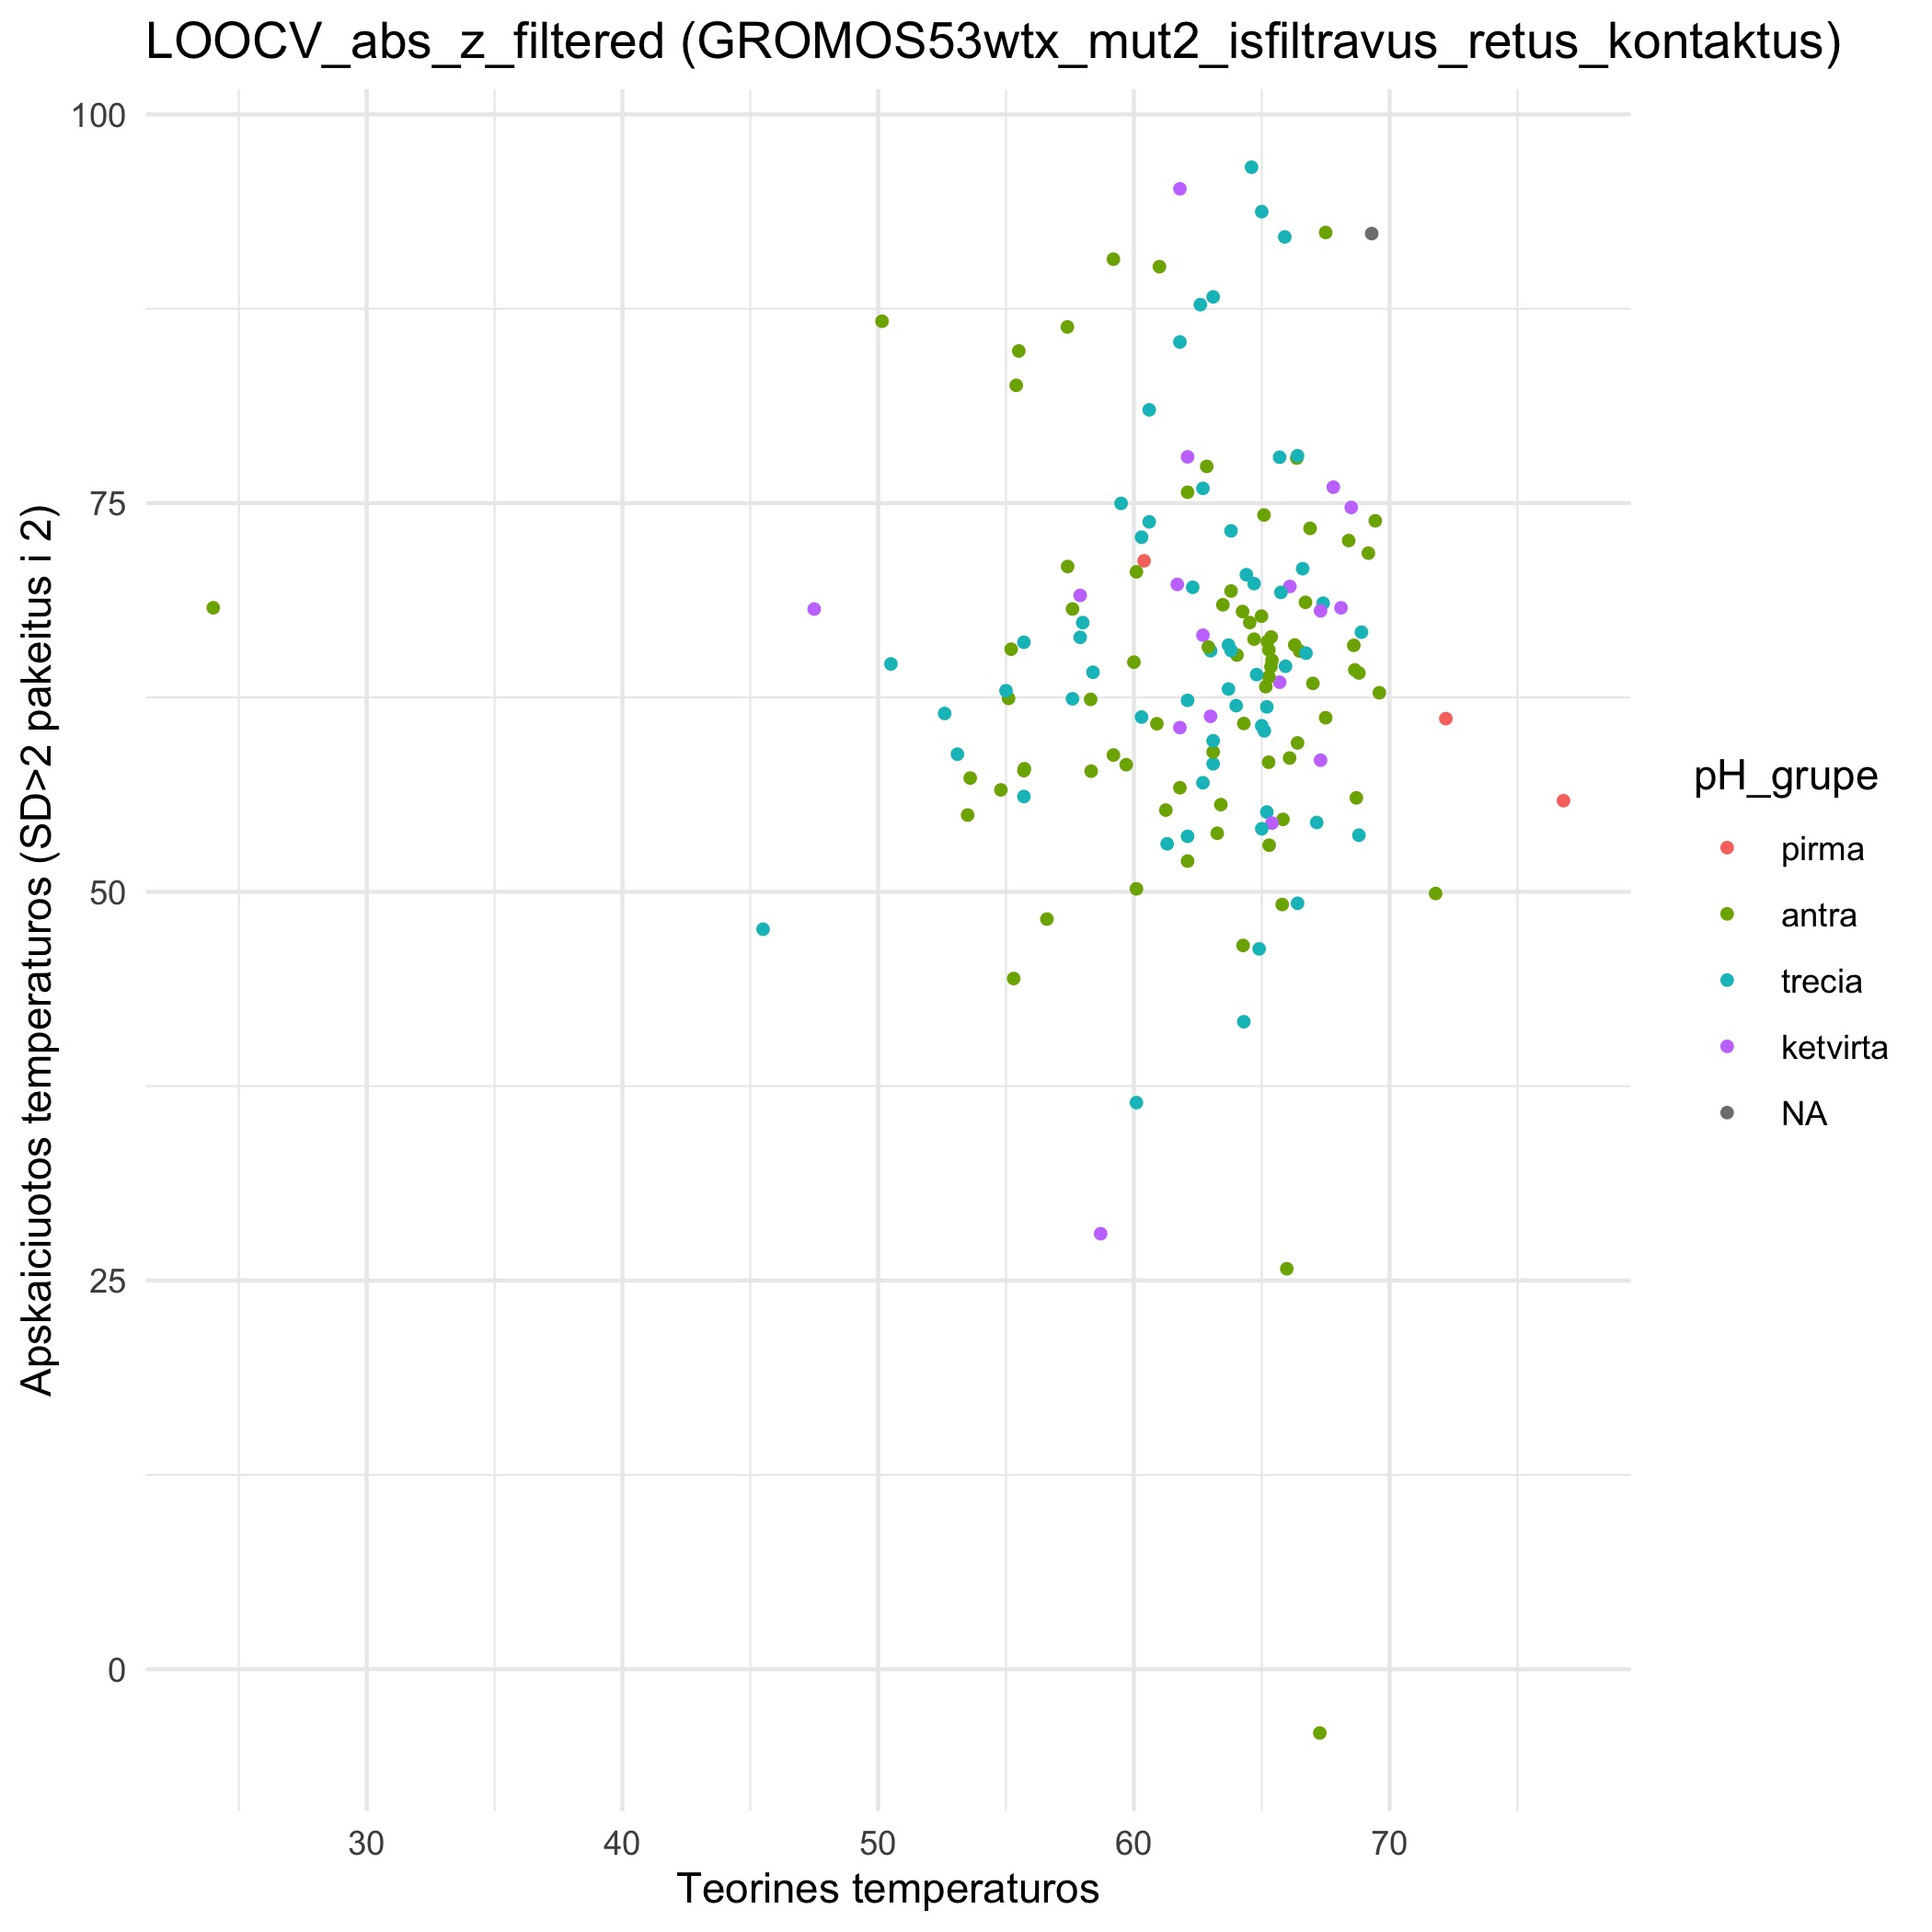 LOOCV_abs_z_filtered (GROMOS53wtx_mut2_isfiltravus_retus_kontaktus)
100
75
50
25
0
Apskaiciuotos temperaturos (SD>2 pakeitus i 2)
30
40
50
60
70
Teorines temperaturos
pH_grupe
pirma
antra
trecia
ketvirta
NA